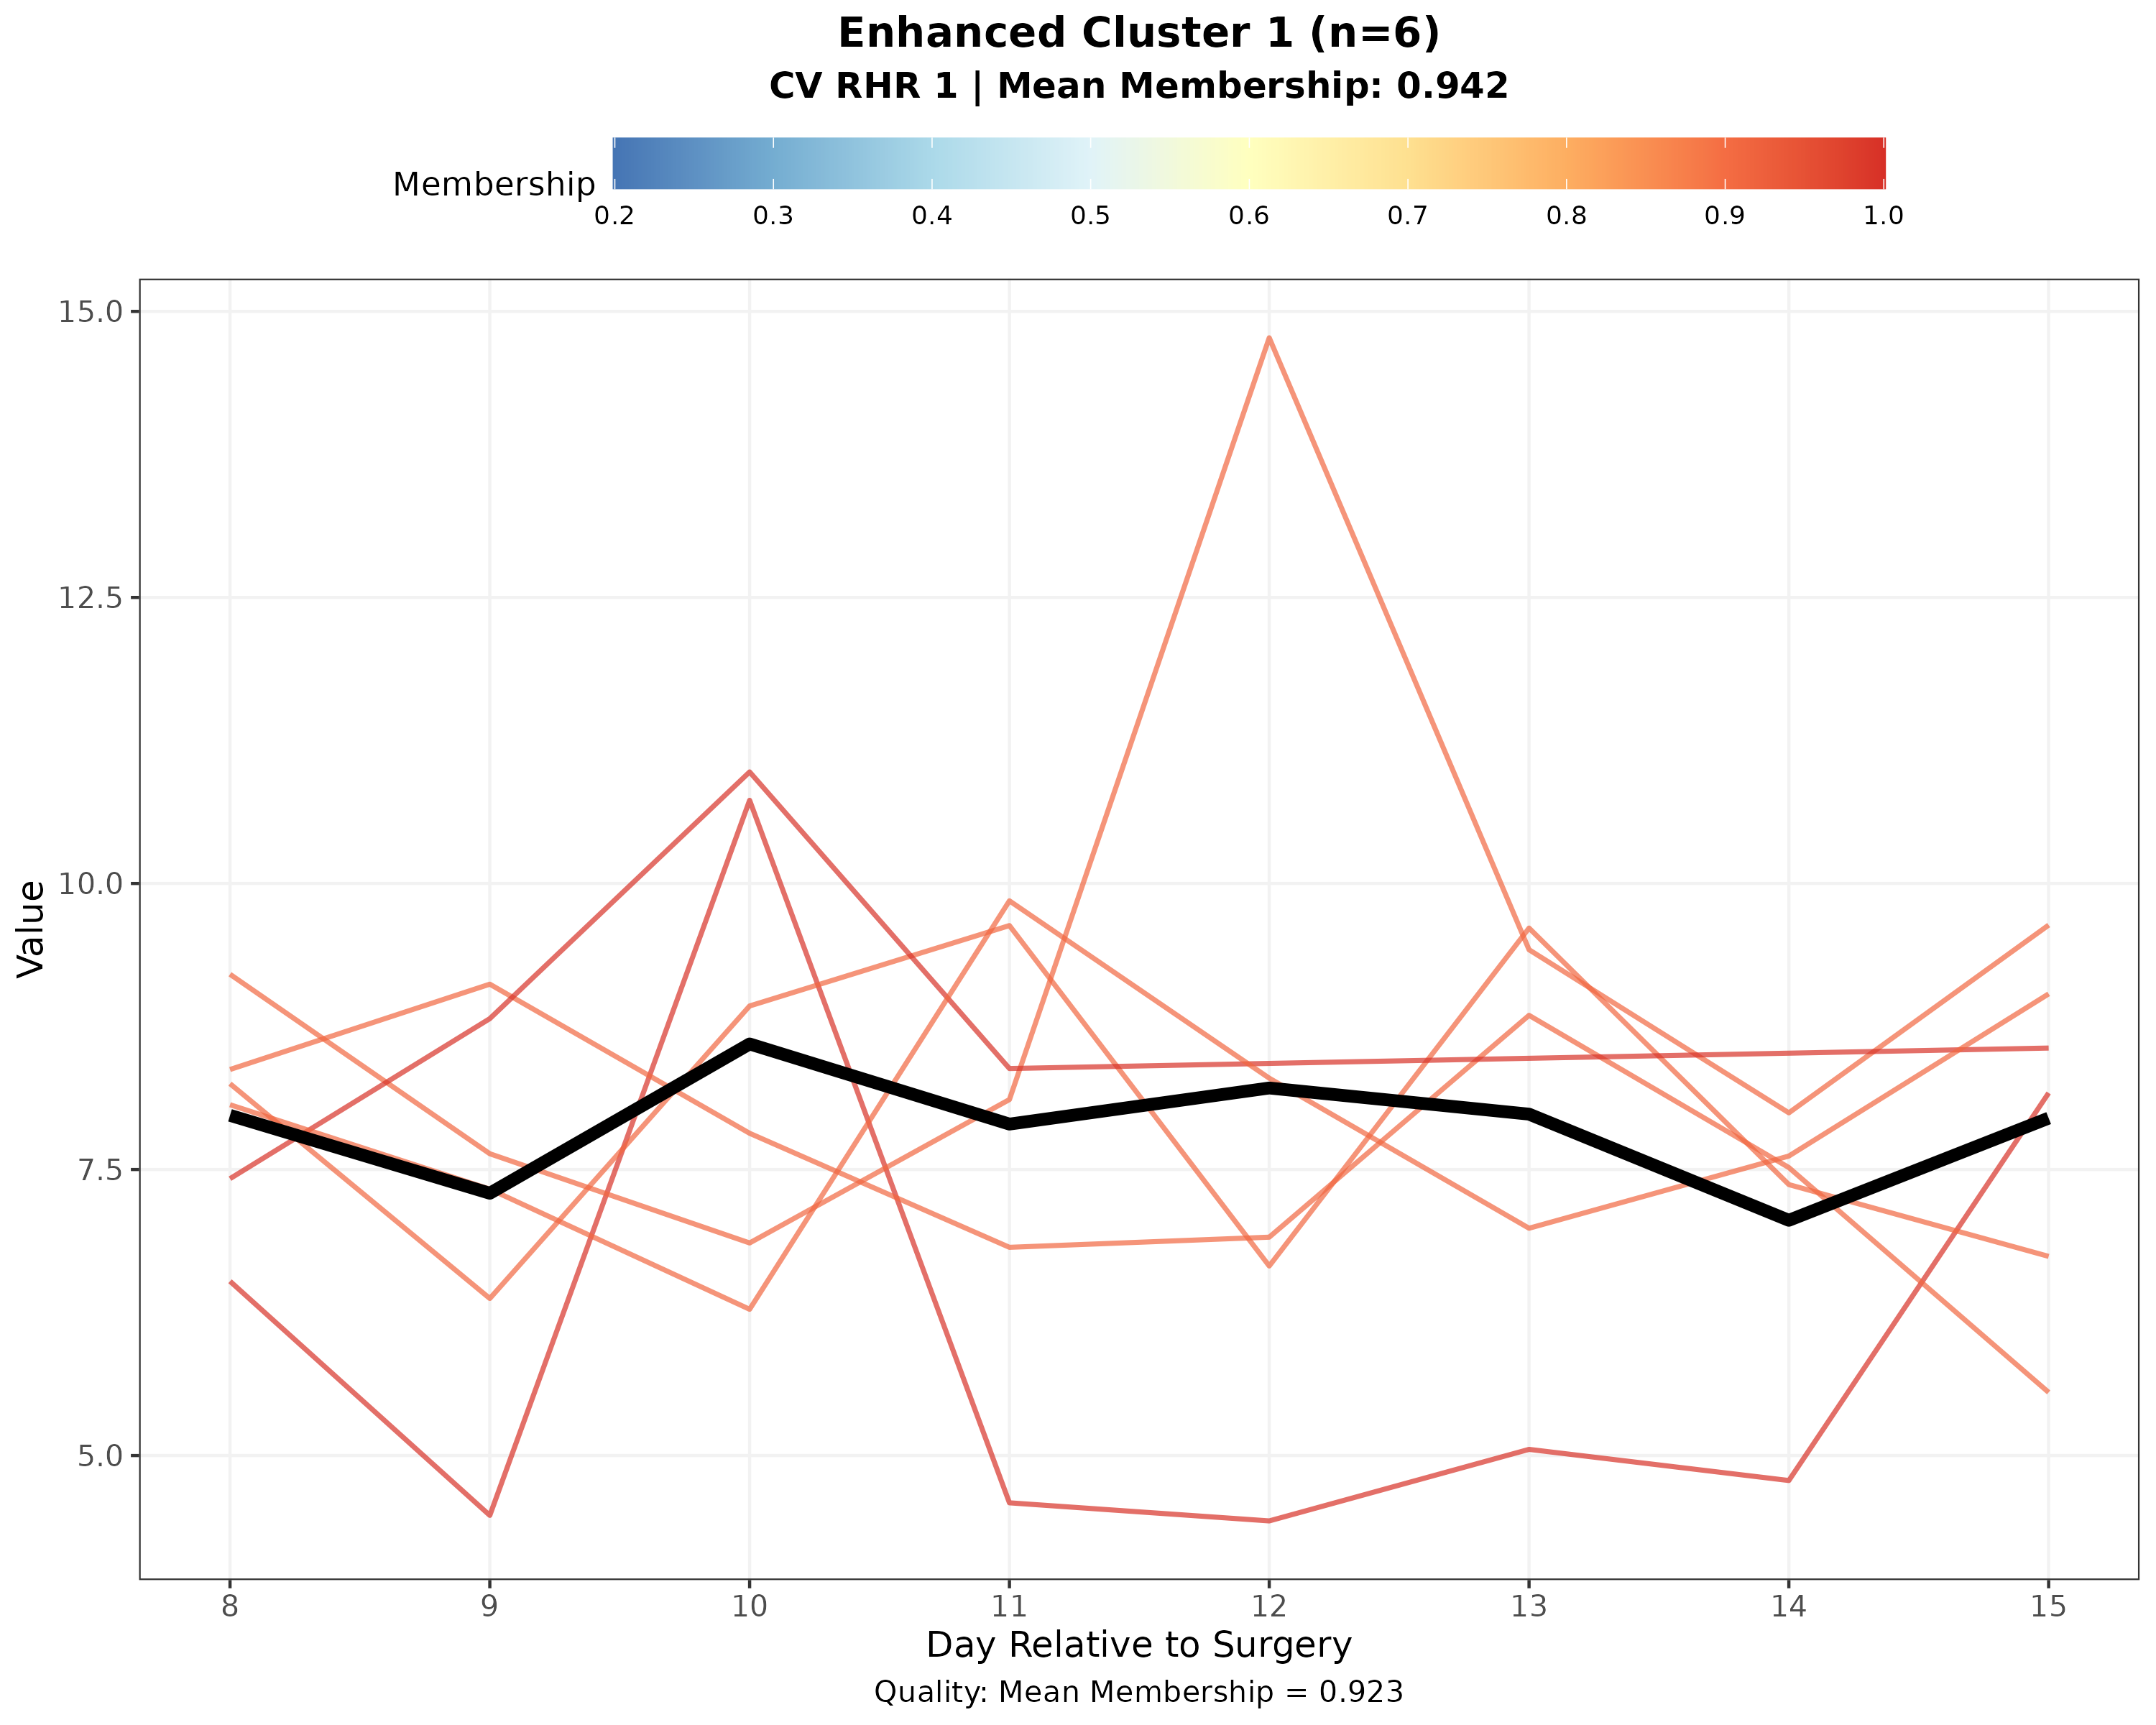 Enhanced Cluster 1 (n=6)
CV RHR 1 | Mean Membership: 0.942
Membership
0.2 0.3 0.4 0.5 0.6 0.7 0.8 0.9 1.0
15.0
12.5
10.0
7.5
5.0
Value
8 9 10 11 12 13 14 15
Day Relative to Surgery
Quality: Mean Membership = 0.923